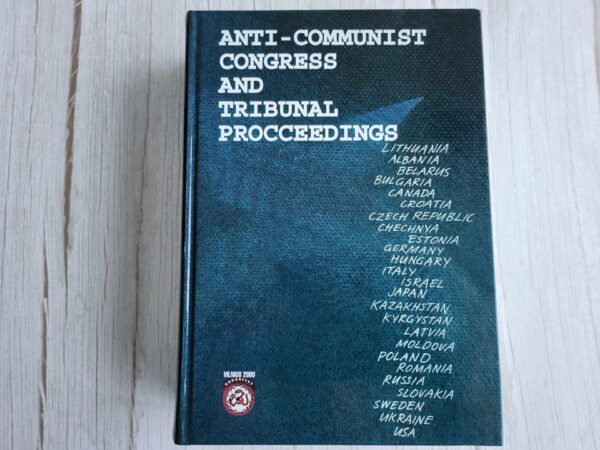 ANTI-COMMUNIST
CONGRESS
AND
TRIBUNAL
PROCCEEDINGS
LITHUANIA
ALBANIA
BELARUS
BULGARIA
CANADA
CROATIA
CZECH REPUBLIC
CHECHNYA
ESTONIA
GERMANY
HUNGARY
ITALY
ISRAEL
JAPAN
KAZAKHSTAN
KYRGYSTAN
LATVIA
MOLDOVA
POLAND
ROMANIA
RUSSIA
SLOVAKIA
SWEDEN
UKRAINE
USA
VILNIUS 2000